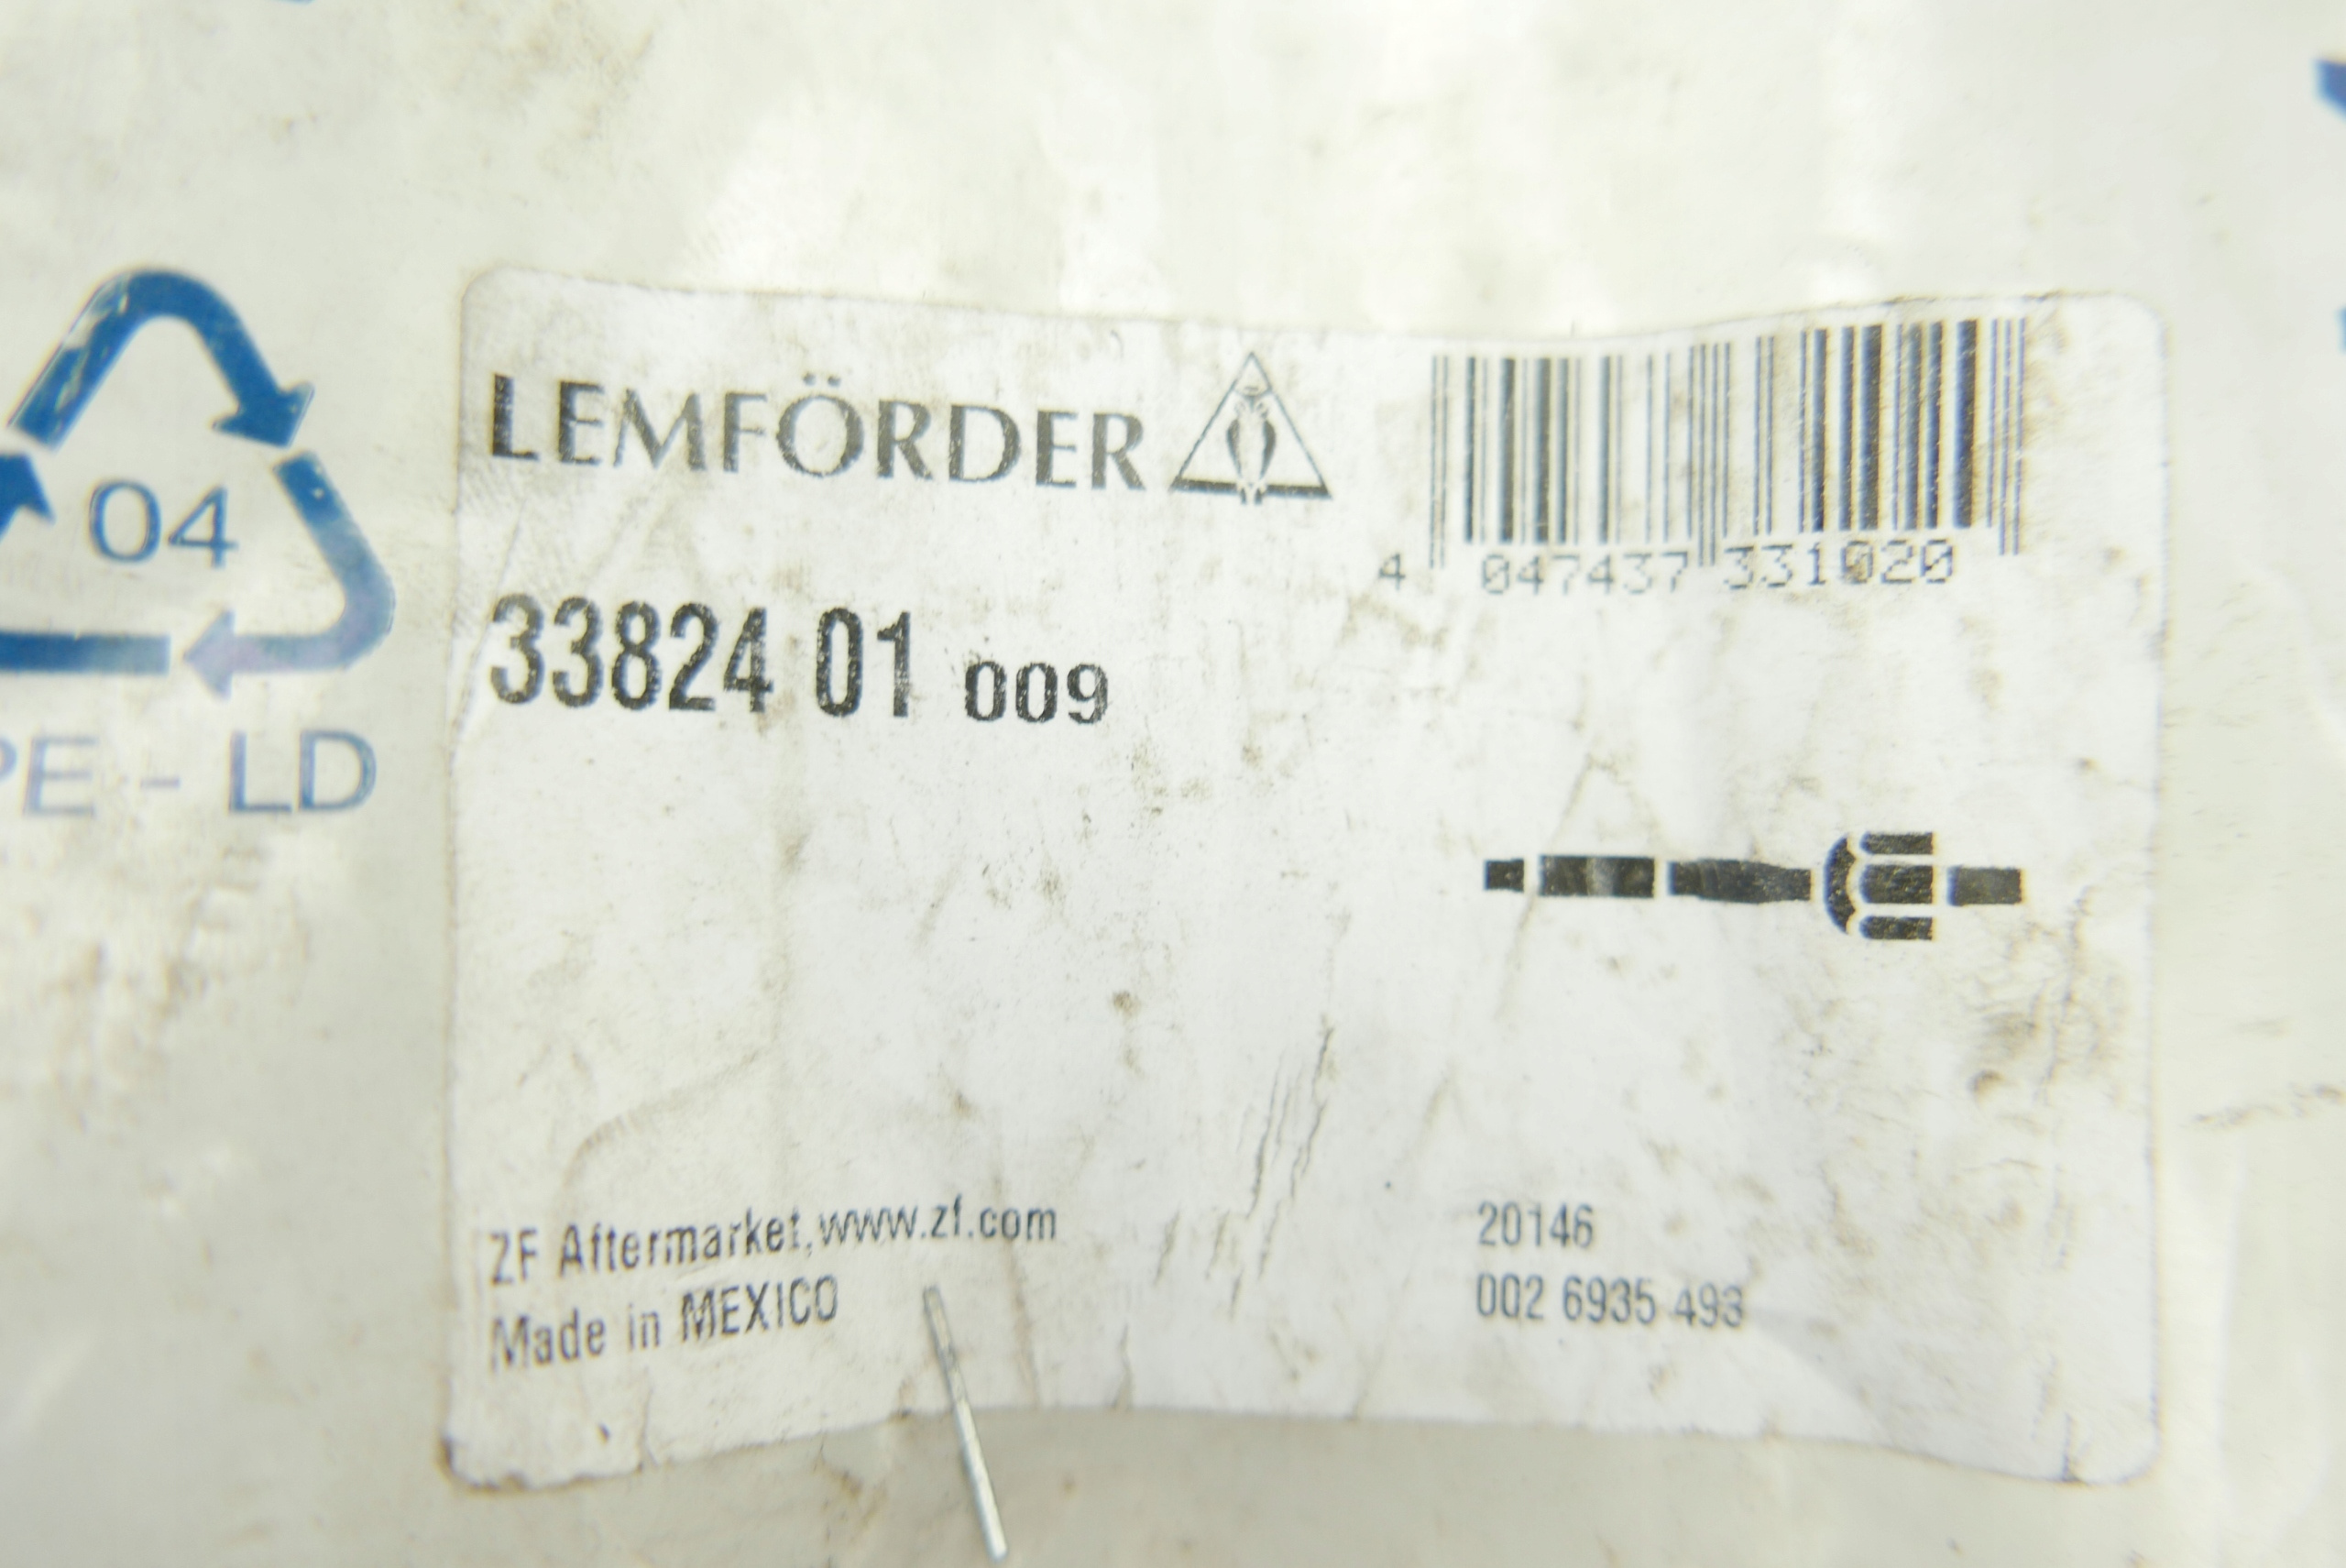 LEMFÖRDER
4 047437 331020
33824 01 009
ZF Aftermarket,www.zf.com
Made in MEXICO
20146
002 6935 493
04
PE - LD